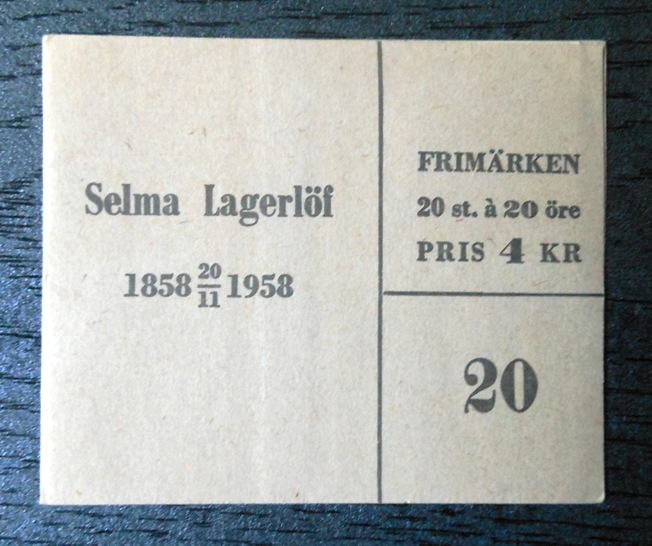 Selma Lagerlöf
1858 20/11 1958
FRIMÄRKEN
20 st. à 20 öre
PRIS 4 KR
20